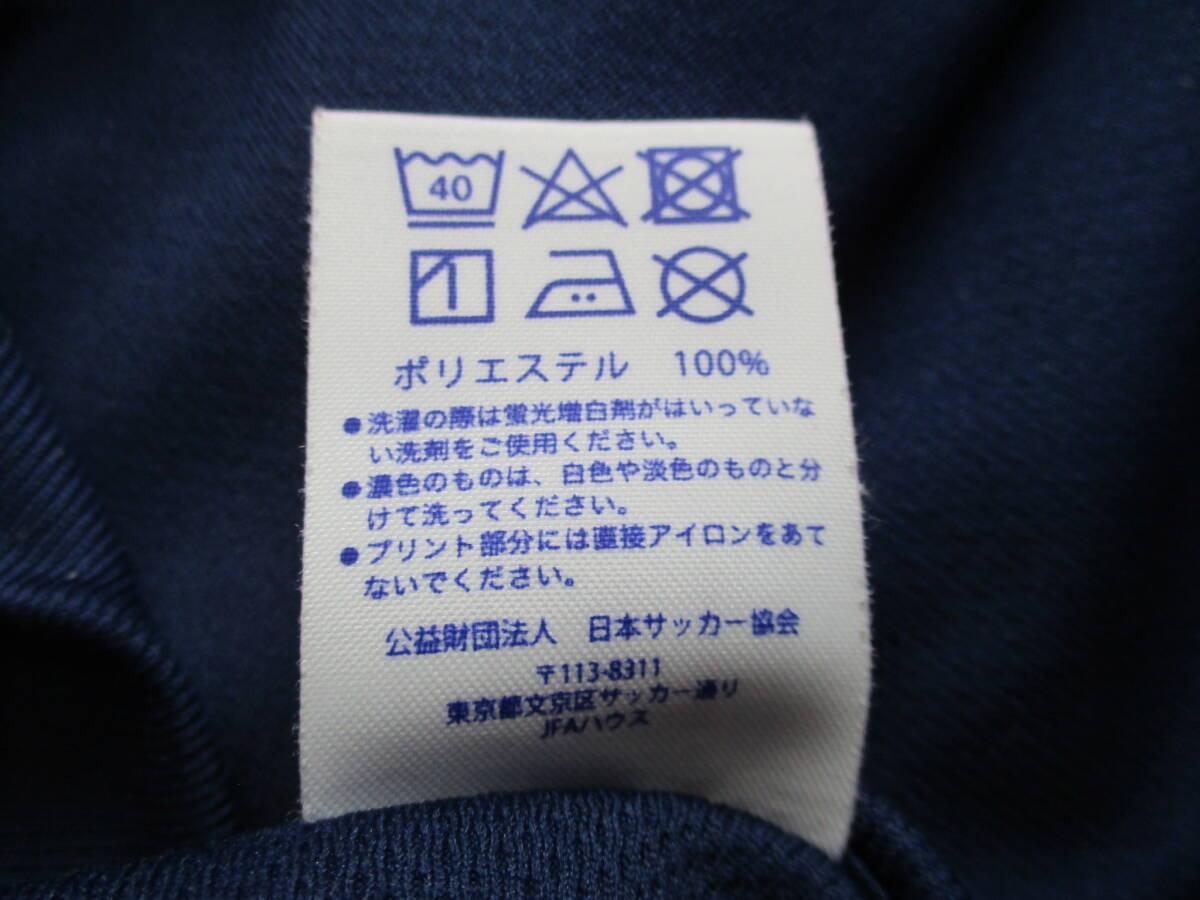 40
ポリエステル 100%
●洗濯の際は蛍光増白剤がはいっていな
い洗剤をご使用ください。
●濃色のものは、白色や淡色のものと分
けて洗ってください。
●プリント部分には直接アイロンをあて
ないでください。
公益財団法人 日本サッカー協会
〒113-8311
東京都文京区サッカー通り
JFAハウス